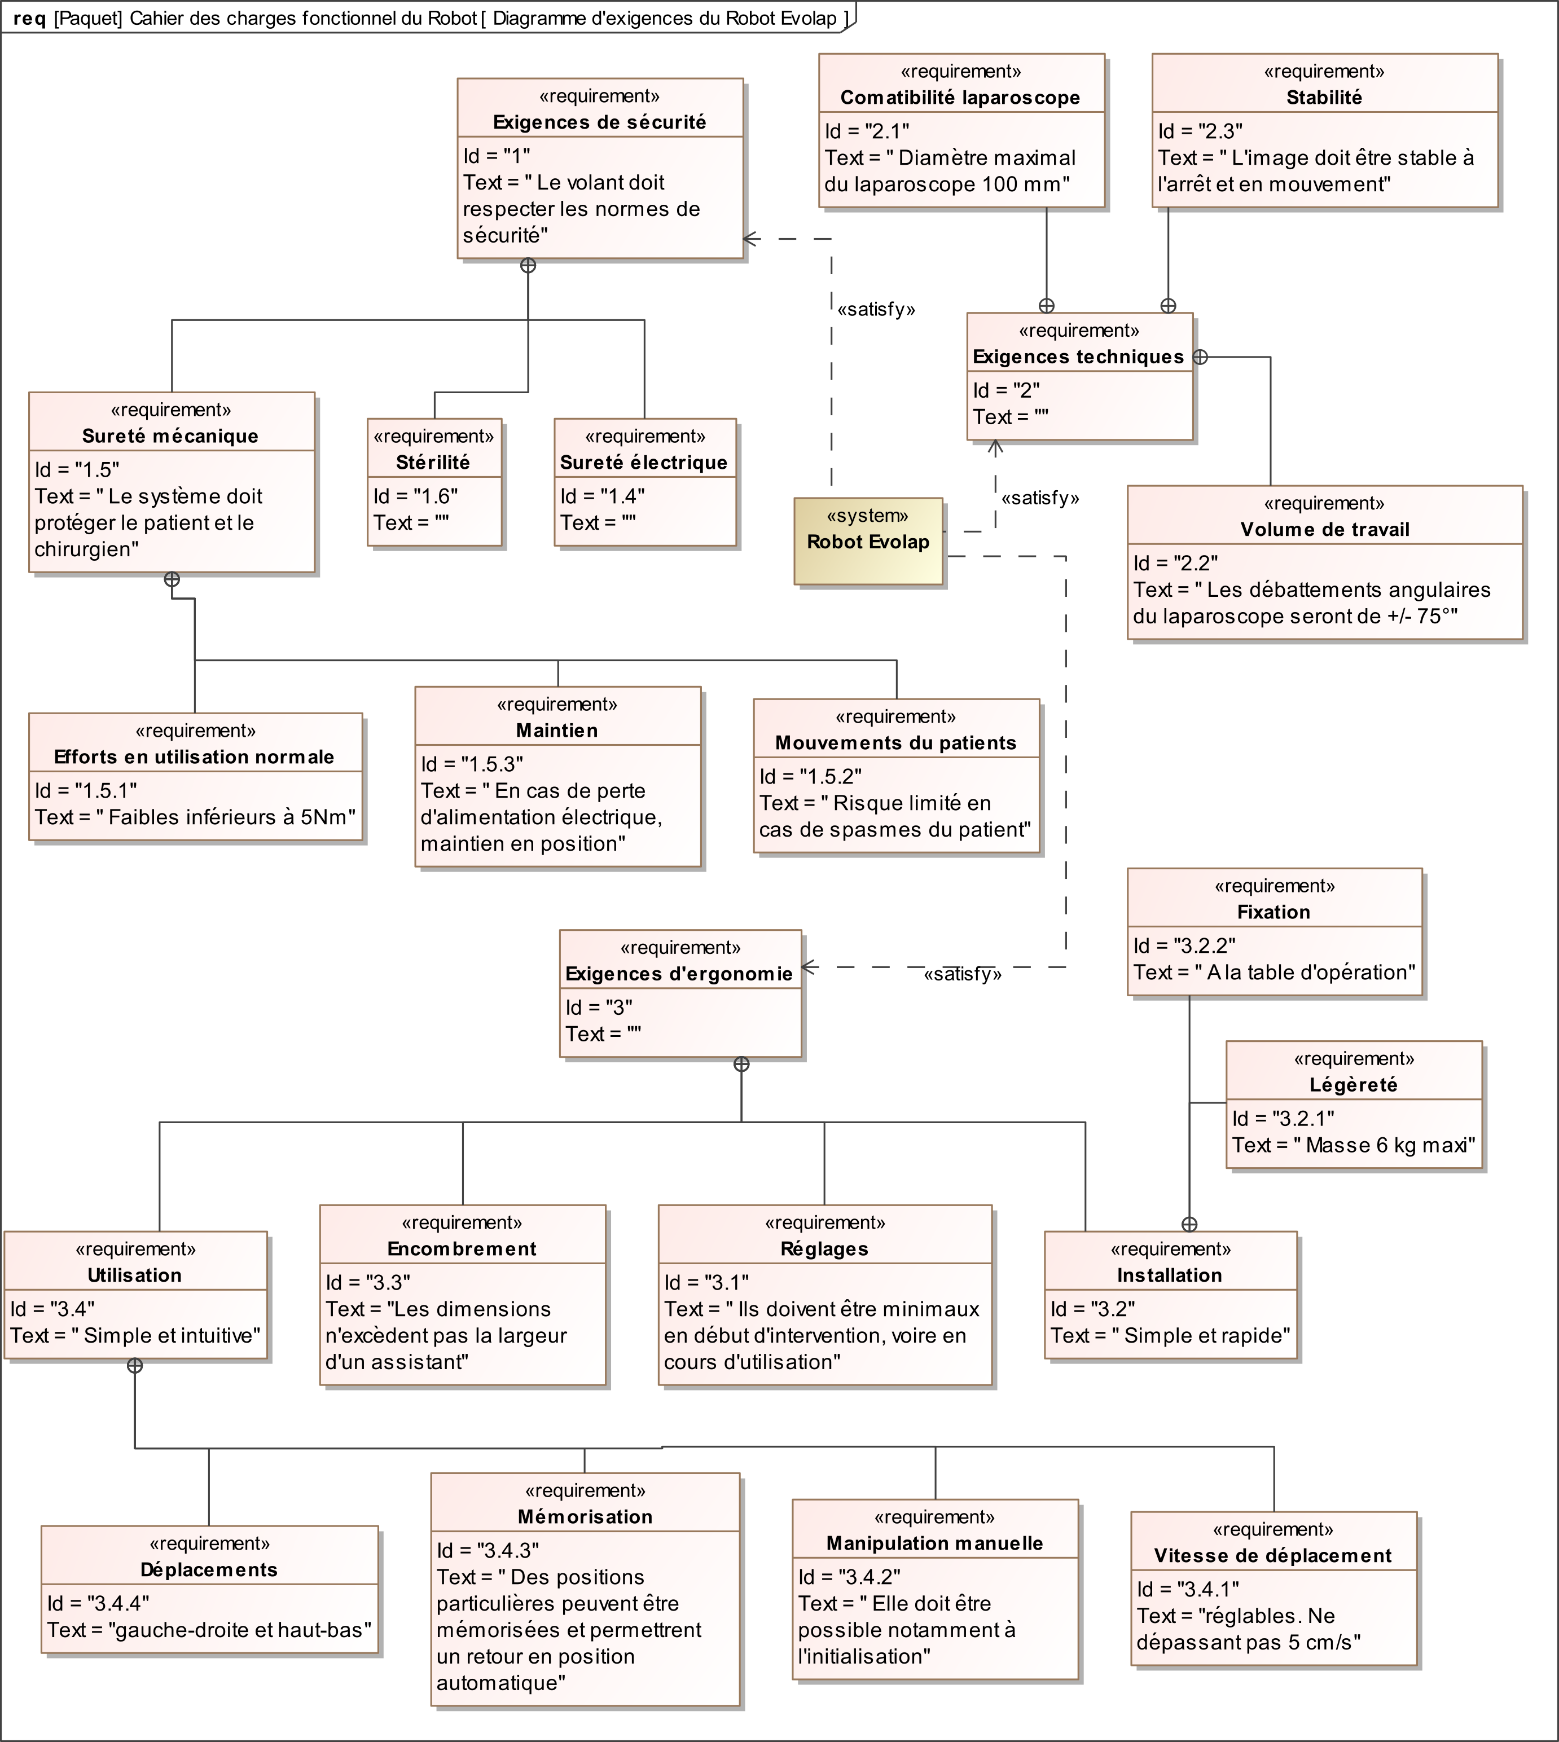 req [Paquet] Cahier des charges fonctionnel du Robot [ Diagramme d'exigences du Robot Evolap ]
«requirement»
Exigences de sécurité
Id = "1"
Text = " Le volant doit
respecter les normes de
sécurité"
«requirement»
Comatibilité laparoscope
Id = "2.1"
Text = " Diamètre maximal
du laparoscope 100 mm"
«requirement»
Stabilité
Id = "2.3"
Text = " L'image doit être stable à
l'arrêt et en mouvement"
«satisfy»
«requirement»
Exigences techniques
Id = "2"
Text = ""
«requirement»
Sureté mécanique
Id = "1.5"
Text = " Le système doit
protéger le patient et le
chirurgien"
«requirement»
Stérilité
Id = "1.6"
Text = ""
«requirement»
Sureté électrique
Id = "1.4"
Text = ""
«satisfy»
«system»
Robot Evolap
«requirement»
Volume de travail
Id = "2.2"
Text = " Les débattements angulaires
du laparoscope seront de +/- 75°"
«requirement»
Efforts en utilisation normale
Id = "1.5.1"
Text = " Faibles inférieurs à 5Nm"
«requirement»
Maintien
Id = "1.5.3"
Text = " En cas de perte
d'alimentation électrique,
maintien en position"
«requirement»
Mouvements du patients
Id = "1.5.2"
Text = " Risque limité en
cas de spasmes du patient"
«requirement»
Fixation
Id = "3.2.2"
Text = " A la table d'opération"
«requirement»
Exigences d'ergonomie
Id = "3"
Text = ""
«satisfy»
«requirement»
Légèreté
Id = "3.2.1"
Text = " Masse 6 kg maxi"
«requirement»
Utilisation
Id = "3.4"
Text = " Simple et intuitive"
«requirement»
Encombrement
Id = "3.3"
Text = "Les dimensions
n'excèdent pas la largeur
d'un assistant"
«requirement»
Réglages
Id = "3.1"
Text = " Ils doivent être minimaux
en début d'intervention, voire en
cours d'utilisation"
«requirement»
Installation
Id = "3.2"
Text = " Simple et rapide"
«requirement»
Déplacements
Id = "3.4.4"
Text = "gauche-droite et haut-bas"
«requirement»
Mémorisation
Id = "3.4.3"
Text = " Des positions
particulières peuvent être
mémorisées et permettrent
un retour en position
automatique"
«requirement»
Manipulation manuelle
Id = "3.4.2"
Text = " Elle doit être
possible notamment à
l'initialisation"
«requirement»
Vitesse de déplacement
Id = "3.4.1"
Text = "réglables. Ne
dépassant pas 5 cm/s"